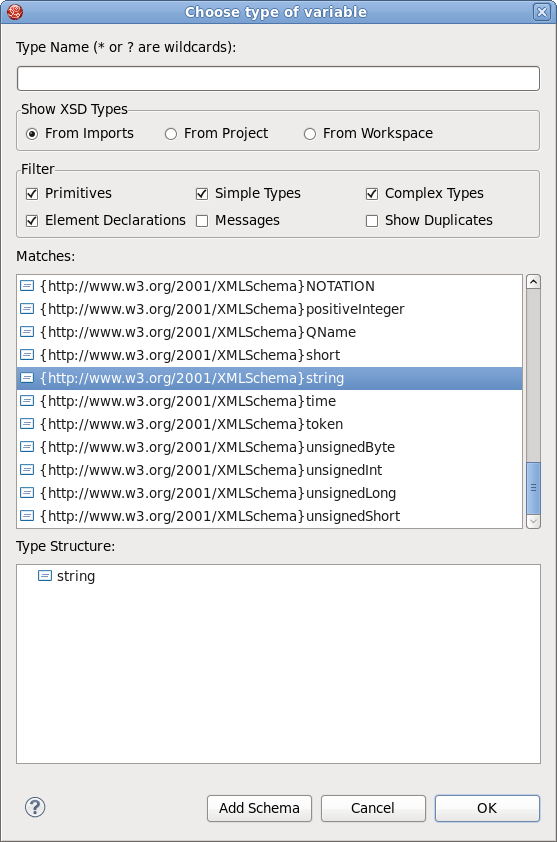 Choose type of variable
Type Name (* or ? are wildcards):
Show XSD Types
From Imports From Project From Workspace
Filter
Primitives Simple Types Complex Types
Element Declarations Messages Show Duplicates
Matches:
{http://www.w3.org/2001/XMLSchema}NOTATION
{http://www.w3.org/2001/XMLSchema}positiveInteger
{http://www.w3.org/2001/XMLSchema}QName
{http://www.w3.org/2001/XMLSchema}short
{http://www.w3.org/2001/XMLSchema}string
{http://www.w3.org/2001/XMLSchema}time
{http://www.w3.org/2001/XMLSchema}token
{http://www.w3.org/2001/XMLSchema}unsignedByte
{http://www.w3.org/2001/XMLSchema}unsignedInt
{http://www.w3.org/2001/XMLSchema}unsignedLong
{http://www.w3.org/2001/XMLSchema}unsignedShort
Type Structure:
string
? Add Schema Cancel OK